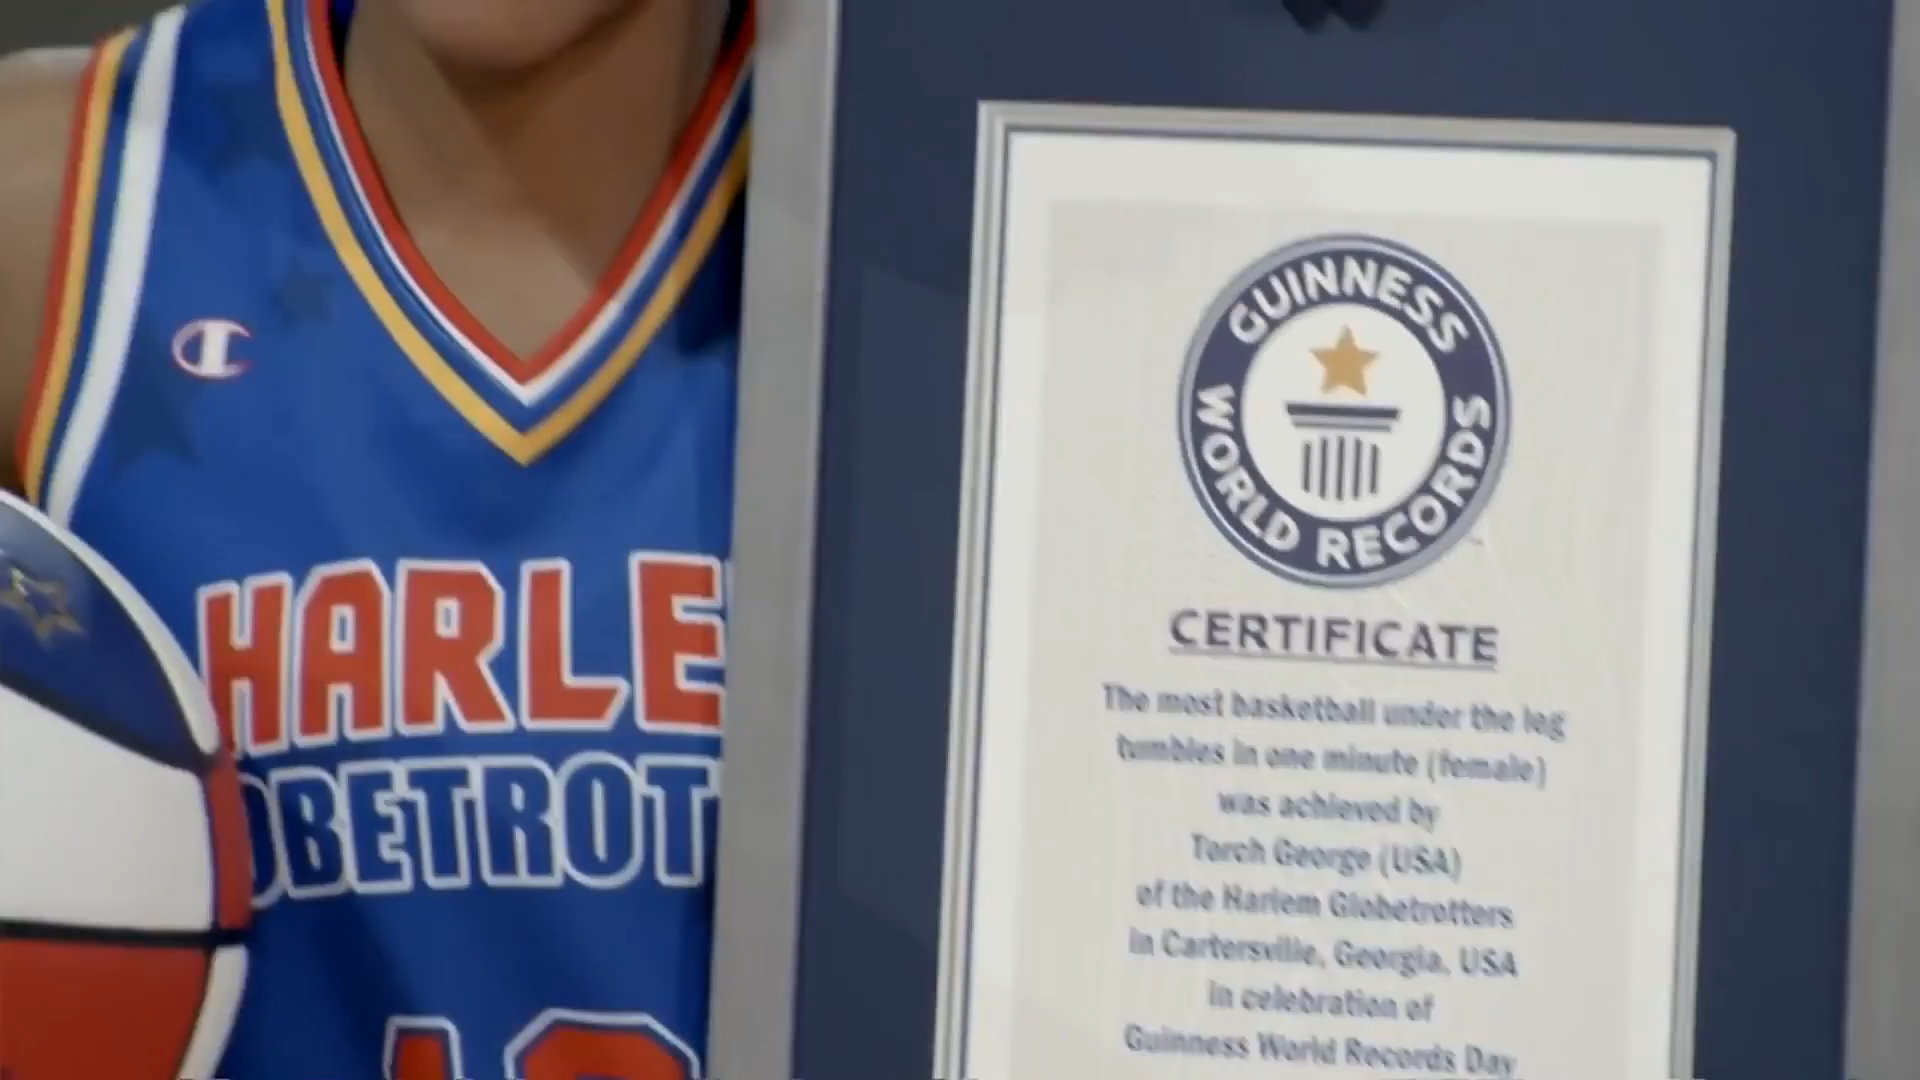 HARLE
OBETROT
GUINNESS
WORLD RECORDS
CERTIFICATE
The most basketball under the leg
tumbles in one minute (female)
was achieved by
Torch George (USA)
of the Harlem Globetrotters
in Cartersville, Georgia, USA
in celebration of
Guinness World Records Day